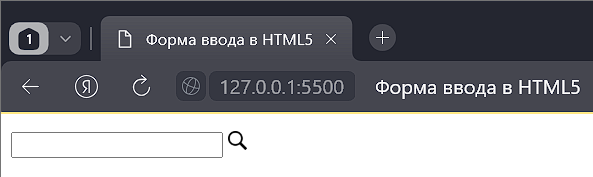 1 Форма ввода в HTML5
Я 127.0.0.1:5500 Форма ввода в HTML5